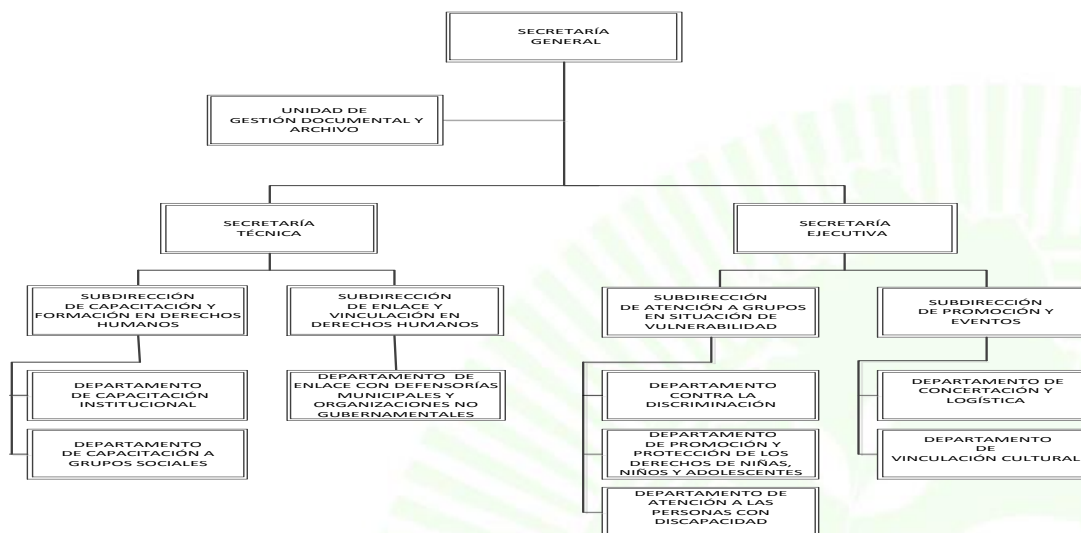 SECRETARÍA
GENERAL
UNIDAD DE
GESTIÓN DOCUMENTAL Y
ARCHIVO
SECRETARÍA
TÉCNICA
SECRETARÍA
EJECUTIVA
SUBDIRECCIÓN
DE CAPACITACIÓN Y
FORMACIÓN EN DERECHOS
HUMANOS
SUBDIRECCIÓN
DE ENLACE Y
VINCULACIÓN EN
DERECHOS HUMANOS
SUBDIRECCIÓN
DE ATENCIÓN A GRUPOS
EN SITUACIÓN DE
VULNERABILIDAD
SUBDIRECCIÓN
DE PROMOCIÓN Y
EVENTOS
DEPARTAMENTO
DE CAPACITACIÓN
INSTITUCIONAL
DEPARTAMENTO DE
ENLACE CON DEFENSORÍAS
MUNICIPALES Y
ORGANIZACIONES NO
GUBERNAMENTALES
DEPARTAMENTO
CONTRA LA
DISCRIMINACIÓN
DEPARTAMENTO DE
CONCERTACIÓN Y
LOGÍSTICA
DEPARTAMENTO
DE CAPACITACIÓN A
GRUPOS SOCIALES
DEPARTAMENTO
DE PROMOCIÓN Y
PROTECCIÓN DE LOS
DERECHOS DE NIÑAS,
NIÑOS Y ADOLESCENTES
DEPARTAMENTO
DE
VINCULACIÓN CULTURAL
DEPARTAMENTO DE
ATENCIÓN A LAS
PERSONAS CON
DISCAPACIDAD